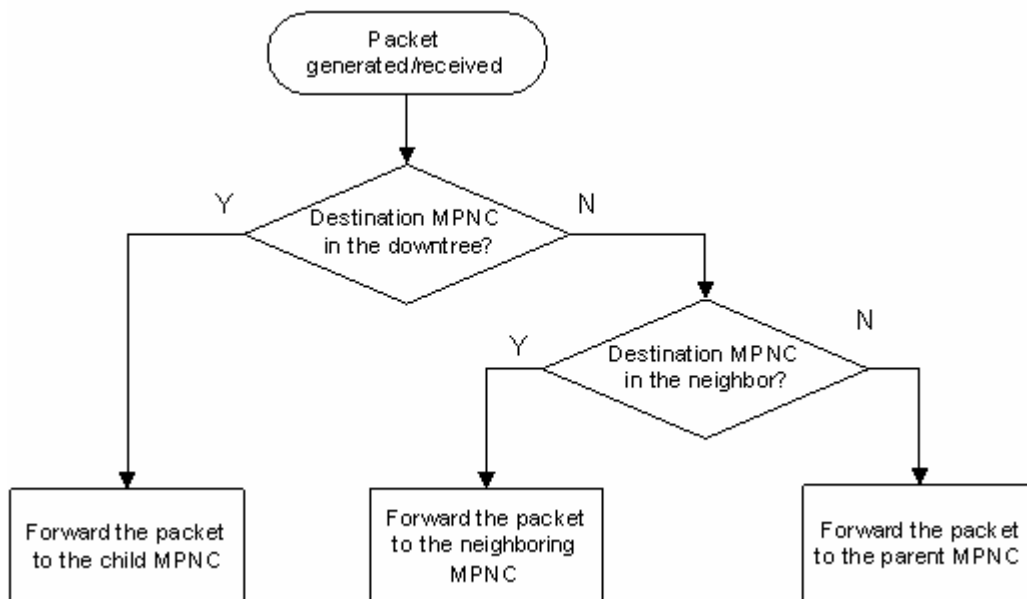 Packet
generated/received
Y
N
Destination MPNC
in the downtree?
Y
N
Destination MPNC
in the neighbor?
Forward the packet
to the child MPNC
Forward the packet
to the neighboring
MPNC
Forward the packet
to the parent MPNC